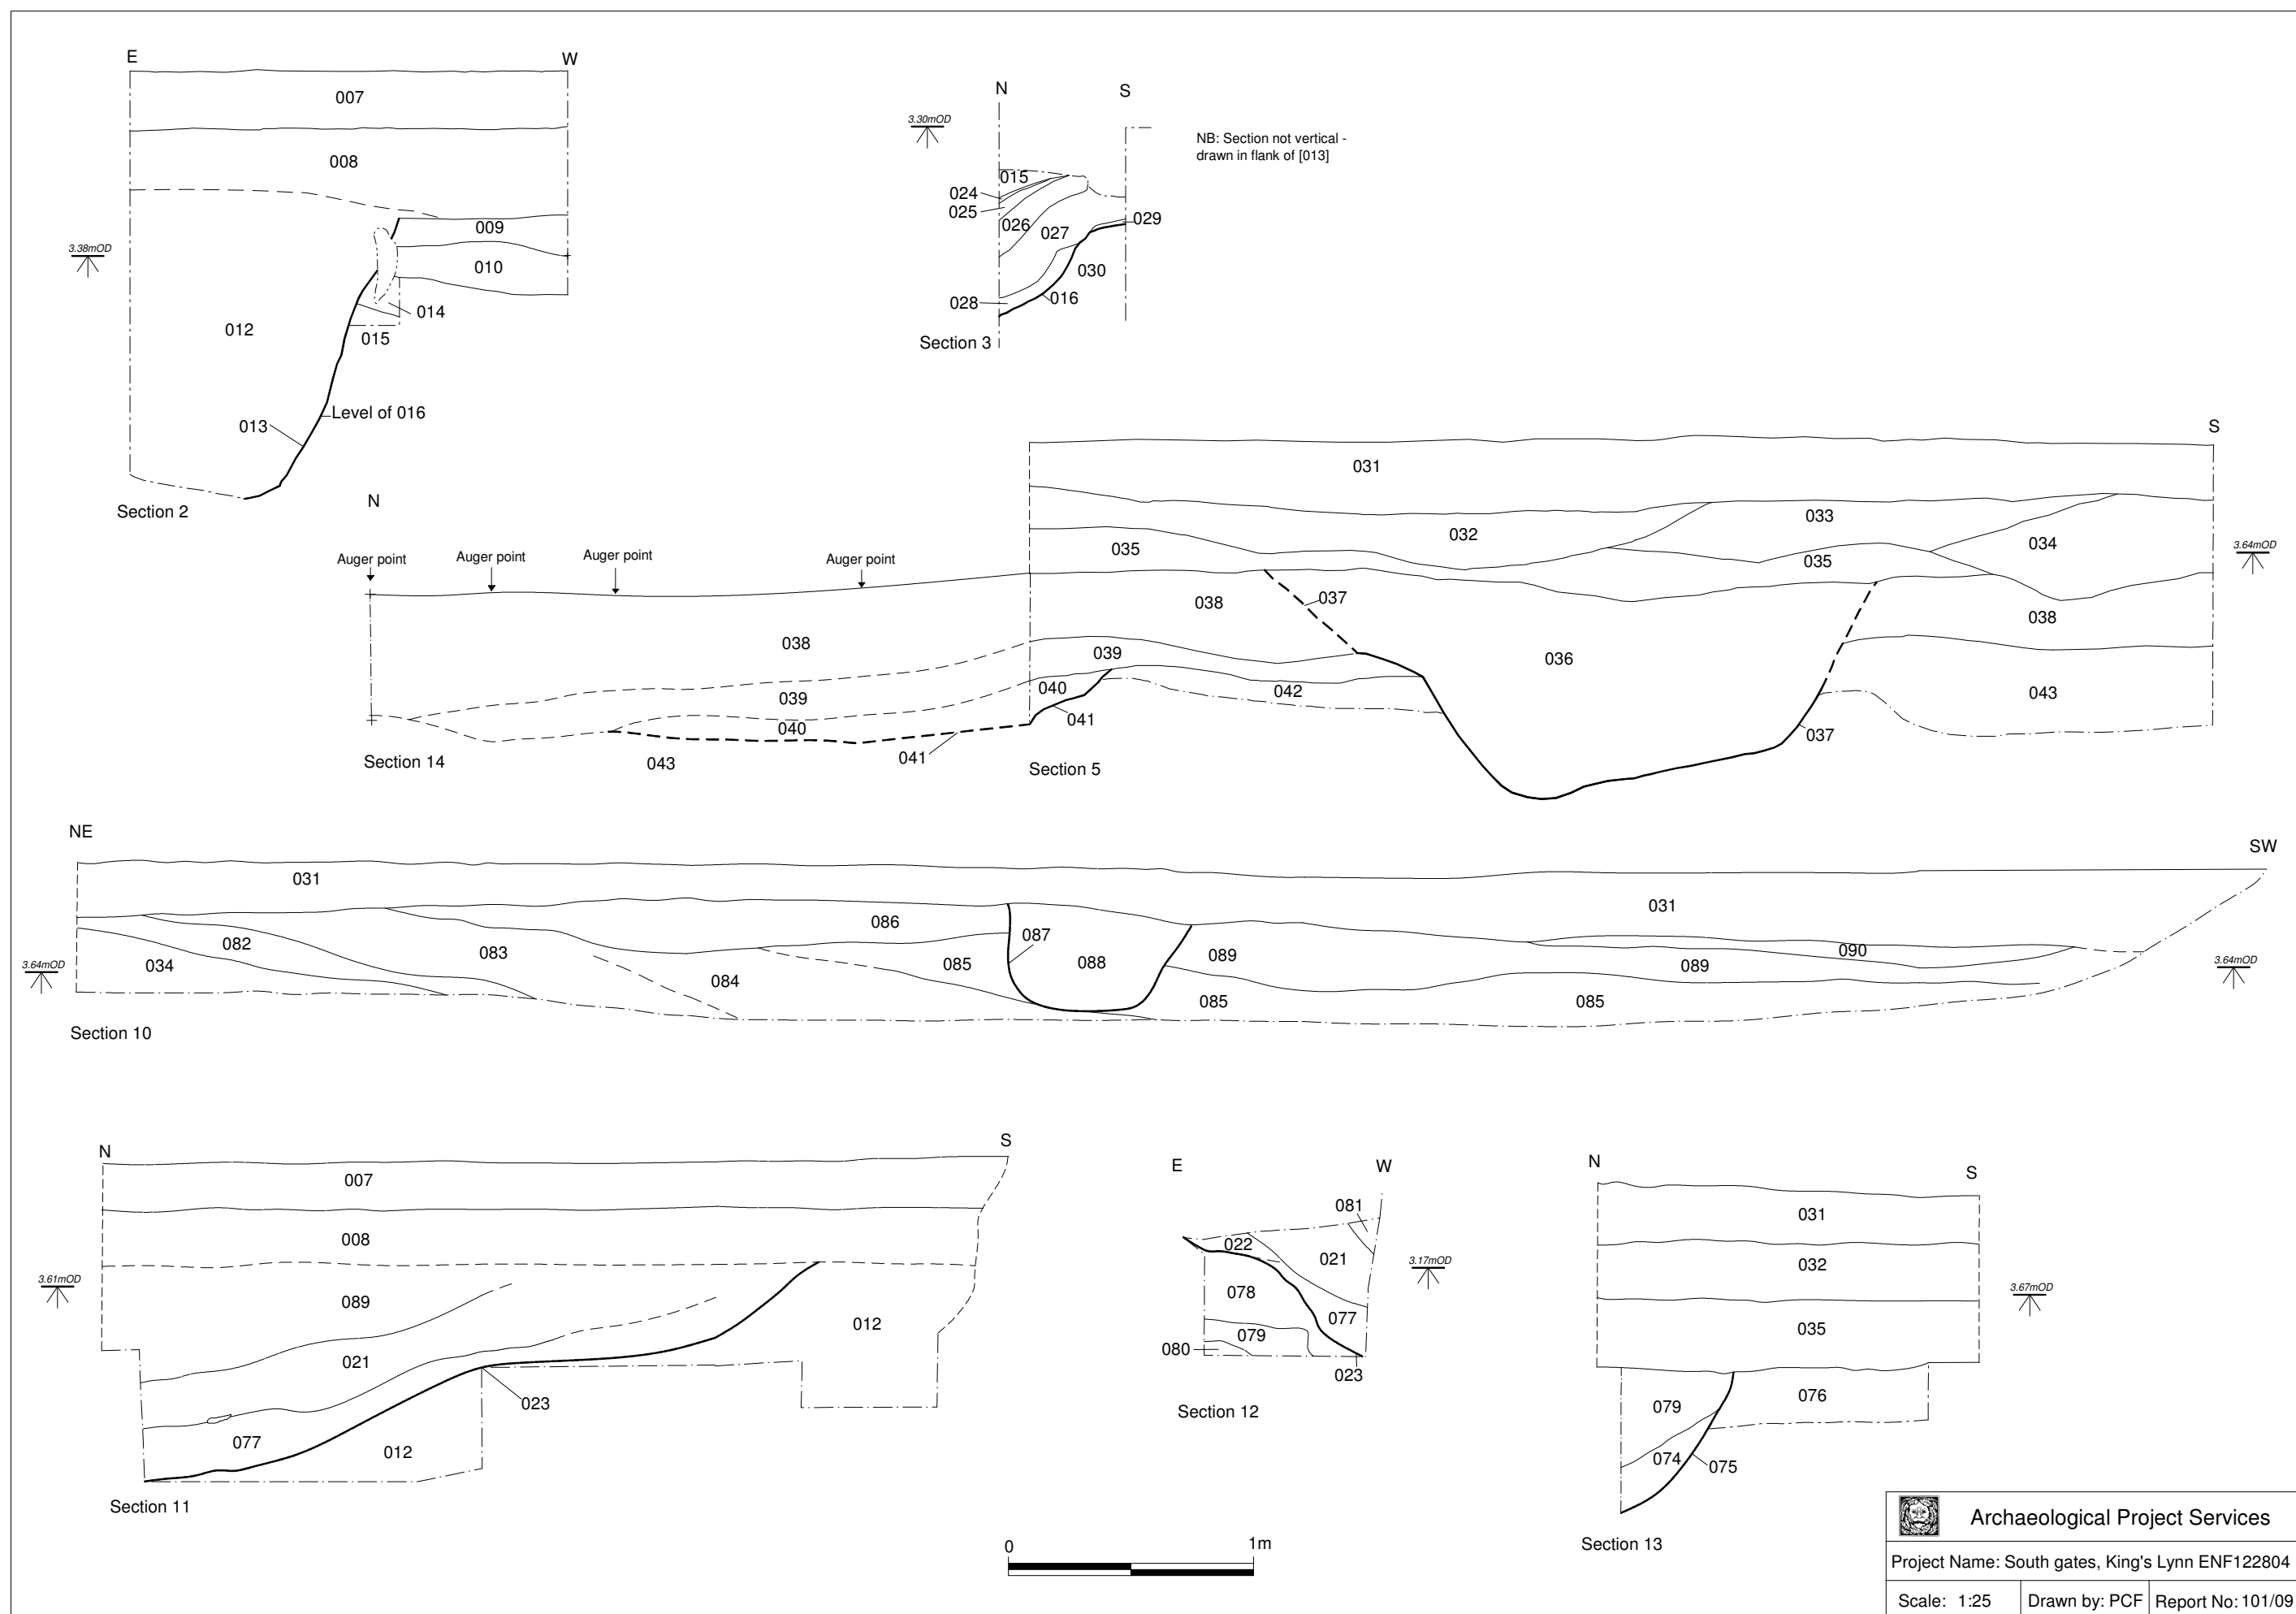 E
W
007
008
009
3.38mOD
010
012
014
015
Level of 016
013
Section 2
N
S
3.30mOD
NB: Section not vertical -
drawn in flank of [013]
015
024
025
026
027
029
030
028
016
Section 3
S
031
N
032
033
034
035
035
3.64mOD
Auger point
Auger point
Auger point
Auger point
037
038
038
038
036
039
039
040
042
043
041
040
037
041
043
Section 14
Section 5
NE
SW
031
031
086
087
082
083
088
089
090
034
085
089
3.64mOD
3.64mOD
084
085
085
Section 10
N
S
007
008
3.61mOD
089
012
021
023
077
012
Section 11
E
W
081
022
021
3.17mOD
078
077
079
080
023
Section 12
N
S
031
032
3.67mOD
035
079
076
074
075
Section 13
0
1m
Archaeological Project Services
Project Name: South gates, King's Lynn ENF122804
Scale: 1:25
Drawn by: PCF
Report No: 101/09